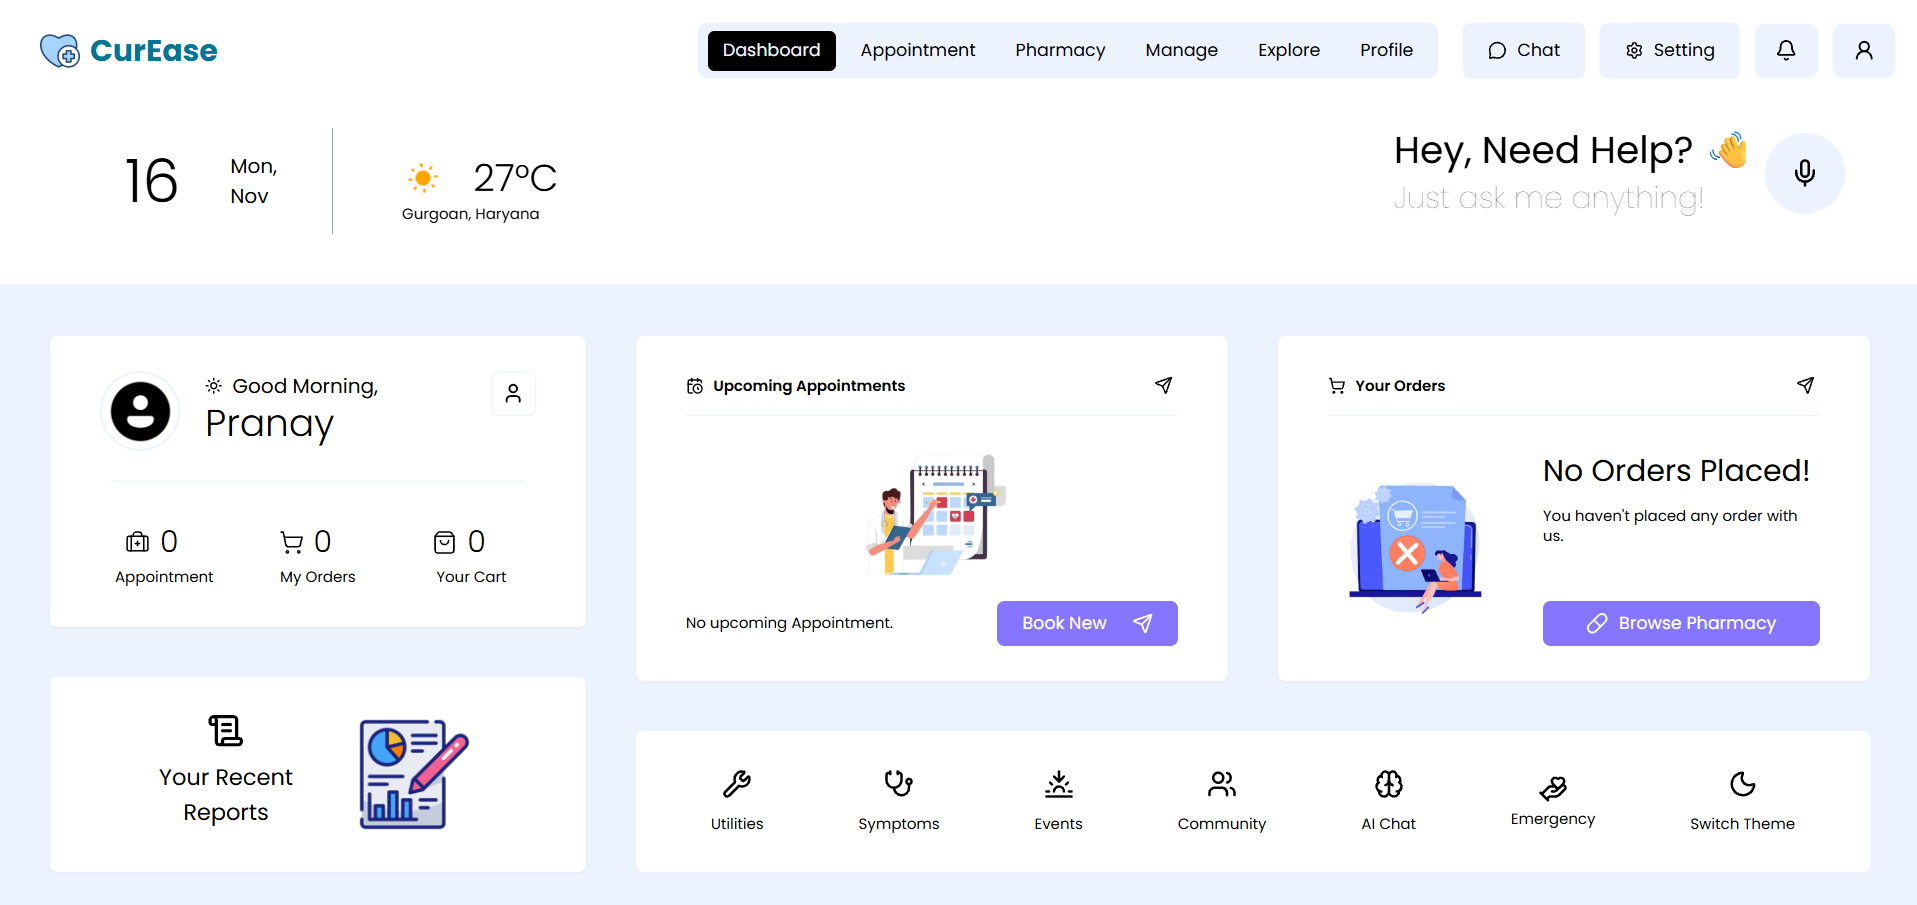 CurEase
Dashboard
Appointment
Pharmacy
Manage
Explore
Profile
Chat
Setting
16
Mon,
Nov
27°C
Gurgoan, Haryana
Hey, Need Help? 👋
Just ask me anything!
Good Morning,
Pranay
0
Appointment
0
My Orders
0
Your Cart
Upcoming Appointments
No upcoming Appointment.
Book New
Your Orders
No Orders Placed!
You haven't placed any order with
us.
Browse Pharmacy
Your Recent
Reports
Utilities
Symptoms
Events
Community
AI Chat
Emergency
Switch Theme